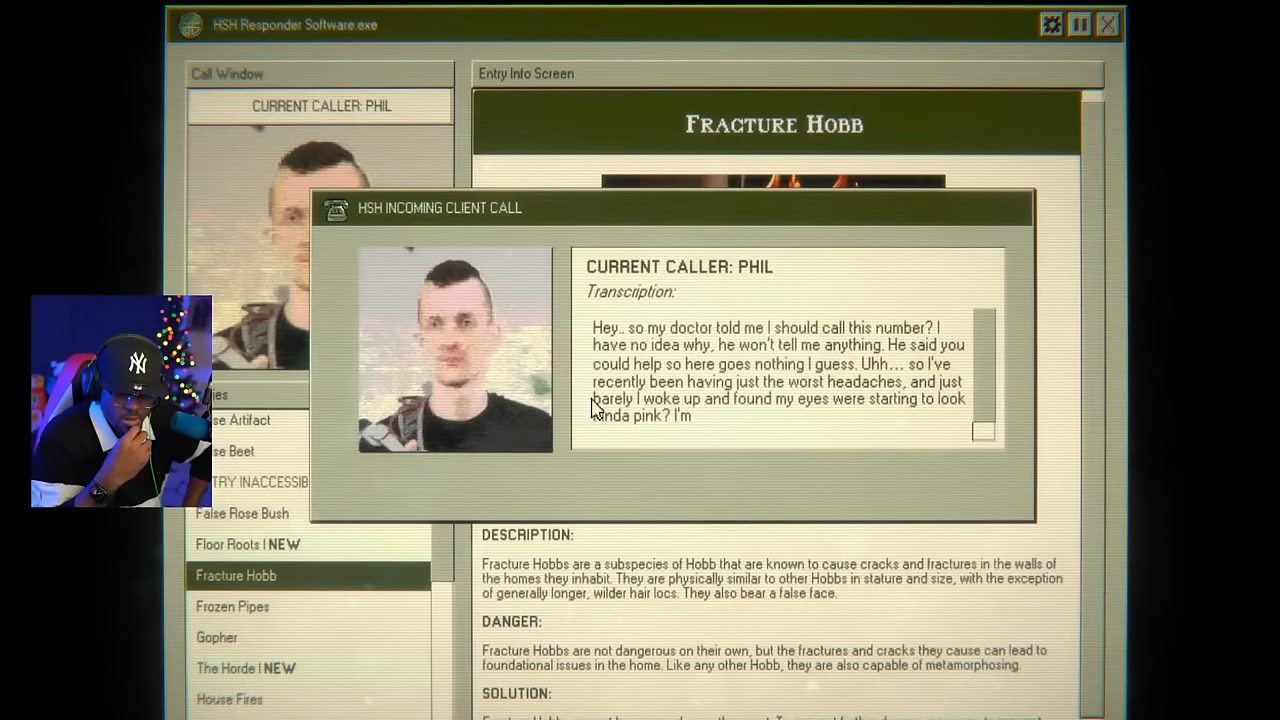 HSH Responder Software.exe
Call Window
CURRENT CALLER: PHIL
Entry Info Screen
FRACTURE HOBB
HSH INCOMING CLIENT CALL
CURRENT CALLER: PHIL
Transcription:
Hey.. so my doctor told me I should call this number? I
have no idea why, he won't tell me anything. He said you
could help so here goes nothing I guess. Uhh... so I've
recently been having just the worst headaches, and just
barely I woke up and found my eyes were starting to look
kinda pink? I'm
False Rose Bush
Floor Roots | NEW
Fracture Hobb
Frozen Pipes
Gopher
The Horde | NEW
House Fires
DESCRIPTION:
Fracture Hobbs are a subspecies of Hobb that are known to cause cracks and fractures in the walls of
the homes they inhabit. They are physically similar to other Hobbs in stature and size, with the exception
of generally longer, wilder hair locs. They also bear a false face.
DANGER:
Fracture Hobbs are not dangerous on their own, but the fractures and cracks they cause can lead to
foundational issues in the home. Like any other Hobb, they are also capable of metamorphosing.
SOLUTION: